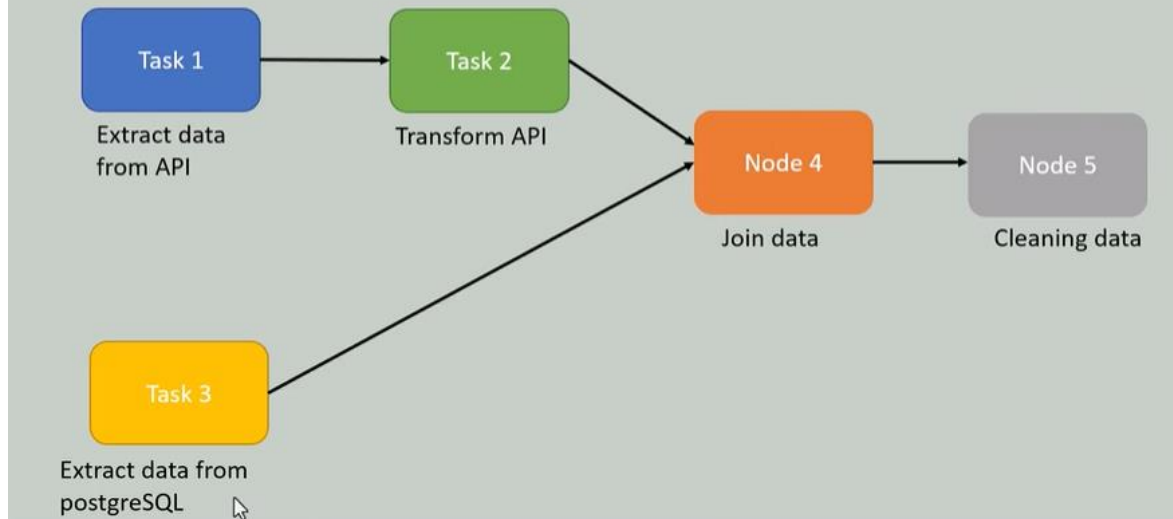 Task 1
Extract data
from API
Task 2
Transform API
Node 4
Join data
Node 5
Cleaning data
Task 3
Extract data from
postgreSQL